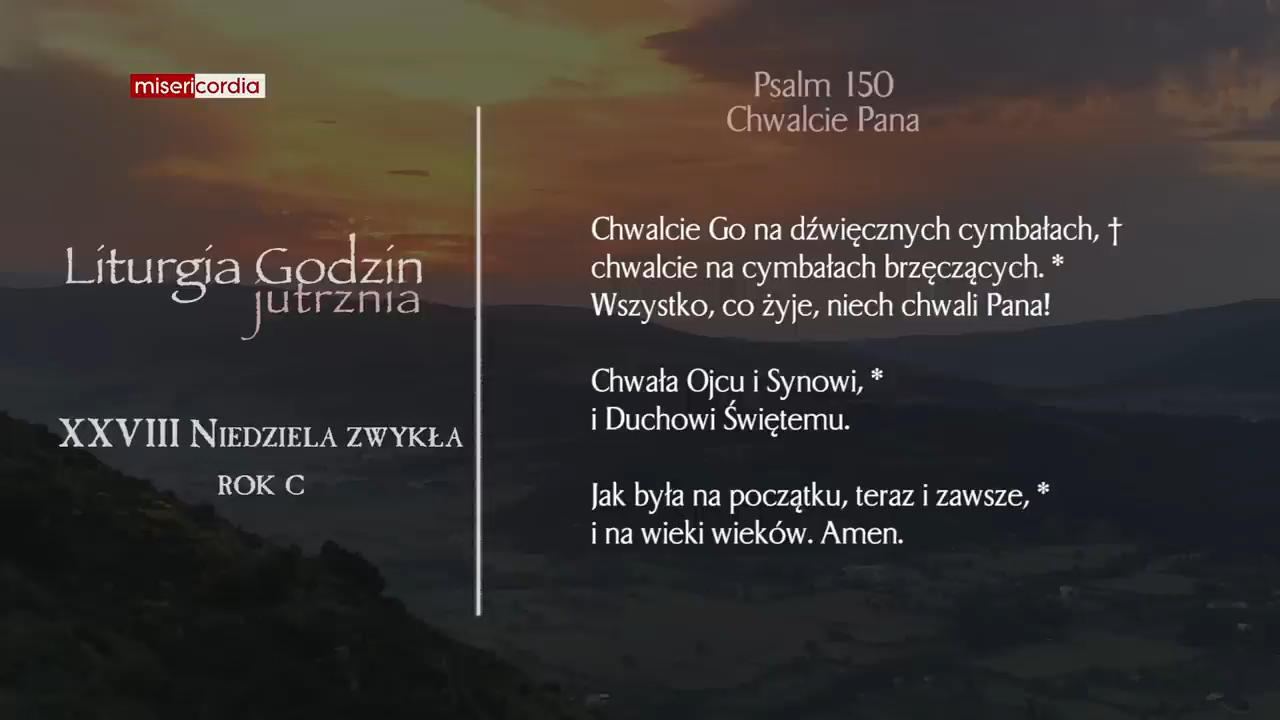 misericordia
Liturgia Godzin
jutrznia
XXVIII Niedziela zwykła
rok C
Psalm 150
Chwalcie Pana
Chwalcie Go na dźwięcznych cymbałach, †
chwalcie na cymbałach brzęczących. *
Wszystko, co żyje, niech chwali Pana!
Chwała Ojcu i Synowi, *
i Duchowi Świętemu.
Jak była na początku, teraz i zawsze, *
i na wieki wieków. Amen.